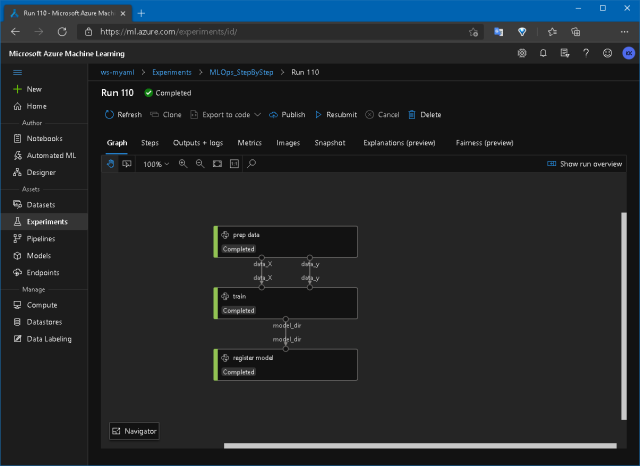 Run 110 - Microsoft Azure Machi
https://ml.azure.com/experiments/id/
Microsoft Azure Machine Learning
ws-myaml > Experiments > MLOps_StepByStep > Run 110
Run 110 Completed
Refresh Clone Export to code Publish Resubmit Cancel Delete
Graph Steps Outputs + logs Metrics Images Snapshot Explanations (preview) Fairness (preview)
100% Show run overview
New
Home
Author
Notebooks
Automated ML
Designer
Assets
Datasets
Experiments
Pipelines
Models
Endpoints
Manage
Compute
Datastores
Data Labeling
prep data
Completed
data_X data_y
data_X data_y
train
Completed
model_dir
model_dir
register model
Completed
Navigator